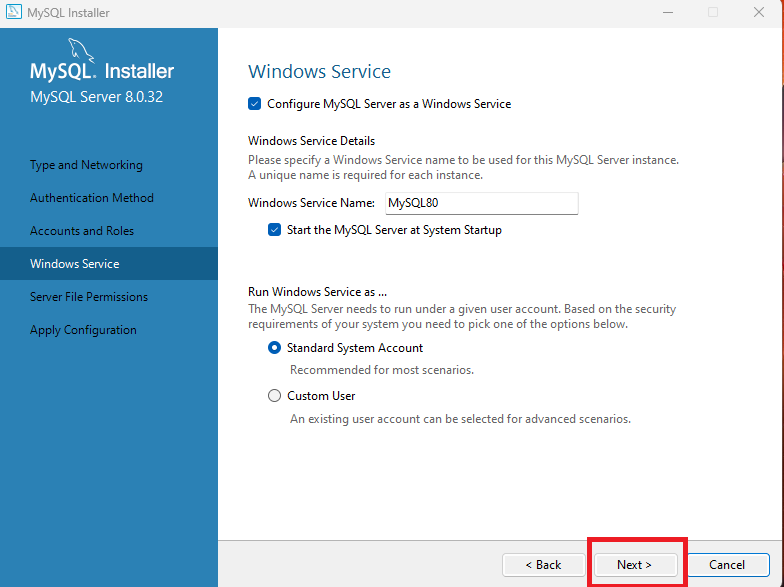 MySQL Installer
MySQL. Installer
MySQL Server 8.0.32
Type and Networking
Authentication Method
Accounts and Roles
Windows Service
Server File Permissions
Apply Configuration
Windows Service
Configure MySQL Server as a Windows Service
Windows Service Details
Please specify a Windows Service name to be used for this MySQL Server instance.
A unique name is required for each instance.
Windows Service Name: MySQL80
Start the MySQL Server at System Startup
Run Windows Service as ...
The MySQL Server needs to run under a given user account. Based on the security
requirements of your system you need to pick one of the options below.
Standard System Account
Recommended for most scenarios.
Custom User
An existing user account can be selected for advanced scenarios.
< Back Next > Cancel